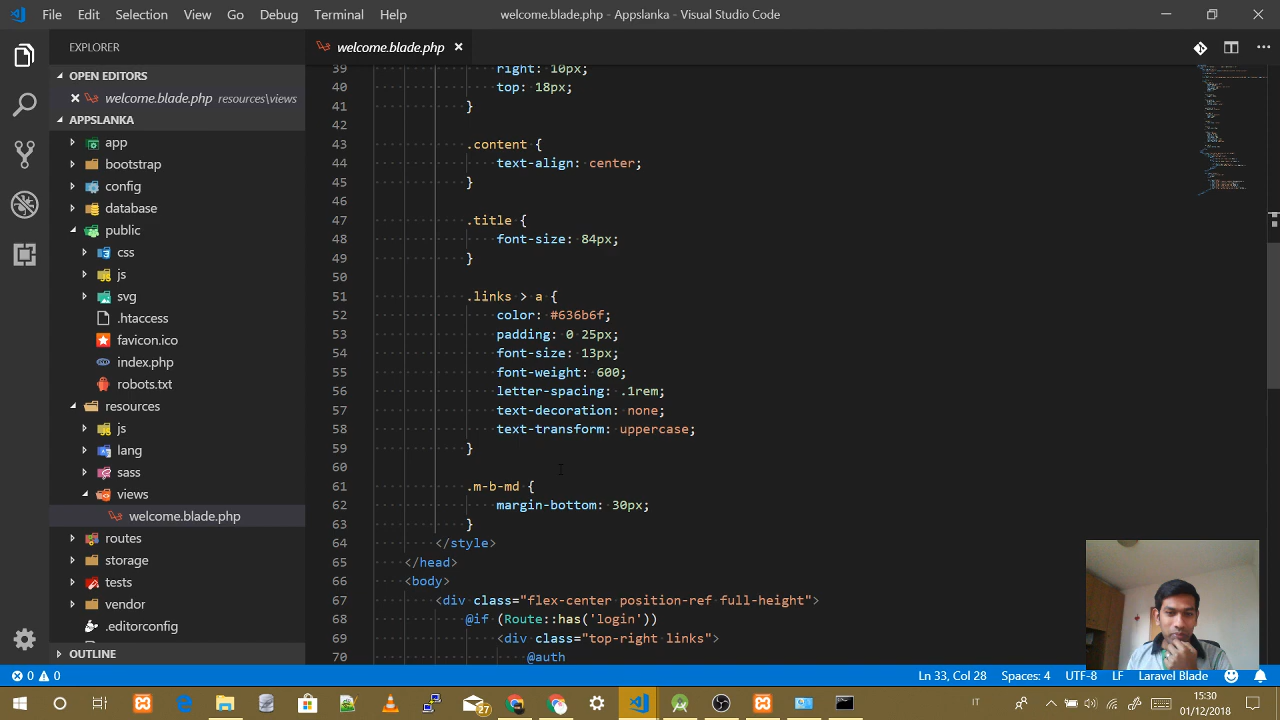 File Edit Selection View Go Debug Terminal Help
welcome.blade.php - Appslanka - Visual Studio Code
EXPLORER
welcome.blade.php
OPEN EDITORS
welcome.blade.php resources\views
APPSLANKA
app
bootstrap
config
database
public
css
js
svg
.htaccess
favicon.ico
index.php
robots.txt
resources
js
lang
sass
views
welcome.blade.php
routes
storage
tests
vendor
.editorconfig
OUTLINE
39 right: 10px;
40 top: 18px;
41 }
42
43 .content {
44 text-align: center;
45 }
46
47 .title {
48 font-size: 84px;
49 }
50
51 .links > a {
52 color: #636b6f;
53 padding: 0 25px;
54 font-size: 13px;
55 font-weight: 600;
56 letter-spacing: .1rem;
57 text-decoration: none;
58 text-transform: uppercase;
59 }
60
61 .m-b-md {
62 margin-bottom: 30px;
63 }
64 </style>
65 </head>
66 <body>
67 <div class="flex-center position-ref full-height">
68 @if (Route::has('login'))
69 <div class="top-right links">
70 @auth
0 0
Ln 33, Col 28 Spaces: 4 UTF-8 LF Laravel Blade
27
IT
15:30
01/12/2018